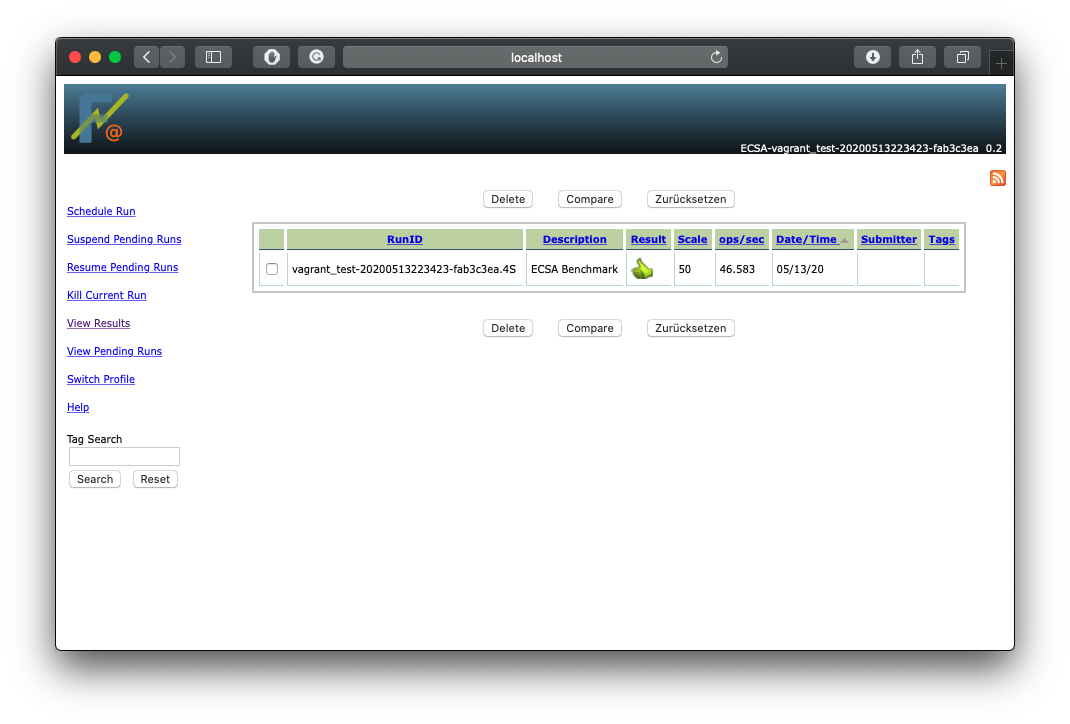 localhost
@
ECSA-vagrant_test-20200513223423-fab3c3ea 0.2
Schedule Run
Suspend Pending Runs
Resume Pending Runs
Kill Current Run
View Results
View Pending Runs
Switch Profile
Help
Tag Search
Search Reset
Delete Compare Zurücksetzen
RunID Description Result Scale ops/sec Date/Time Submitter Tags
vagrant_test-20200513223423-fab3c3ea.4S ECSA Benchmark 50 46.583 05/13/20
Delete Compare Zurücksetzen